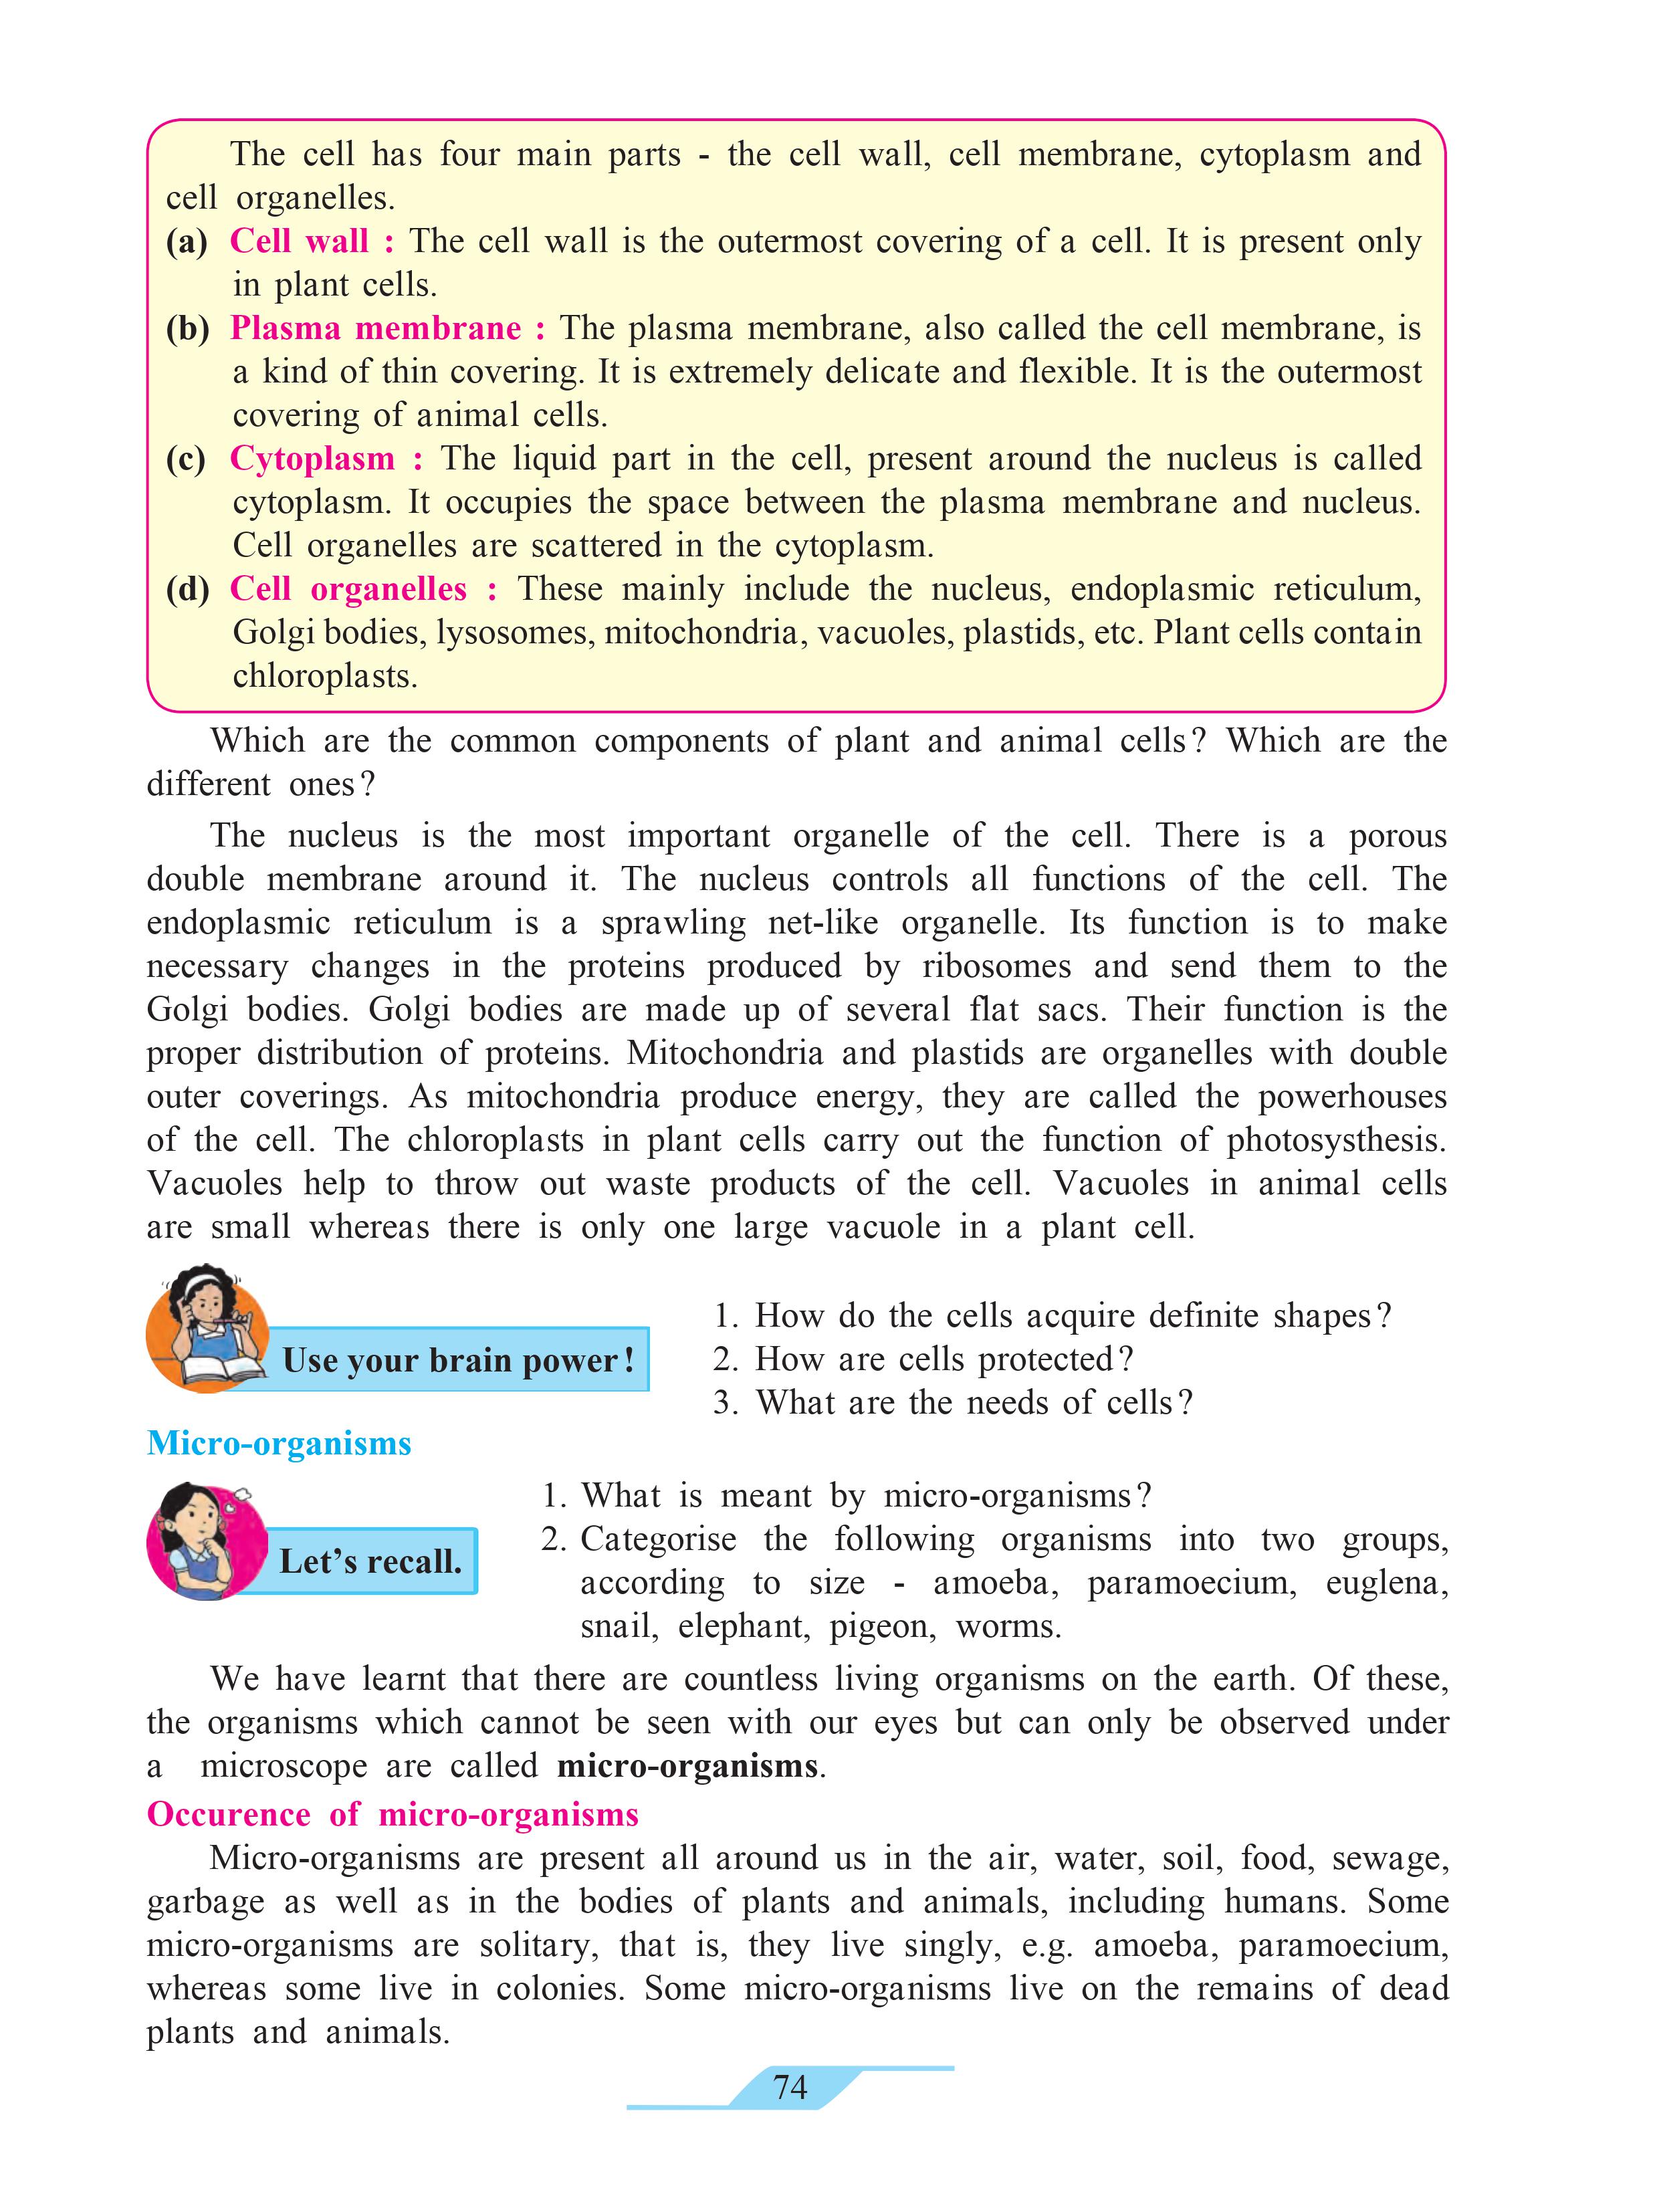 The cell has four main parts - the cell wall, cell membrane, cytoplasm and
cell organelles.
(a) Cell wall : The cell wall is the outermost covering of a cell. It is present only
in plant cells.
(b) Plasma membrane : The plasma membrane, also called the cell membrane, is
a kind of thin covering. It is extremely delicate and flexible. It is the outermost
covering of animal cells.
(c) Cytoplasm : The liquid part in the cell, present around the nucleus is called
cytoplasm. It occupies the space between the plasma membrane and nucleus.
Cell organelles are scattered in the cytoplasm.
(d) Cell organelles : These mainly include the nucleus, endoplasmic reticulum,
Golgi bodies, lysosomes, mitochondria, vacuoles, plastids, etc. Plant cells contain
chloroplasts.
Which are the common components of plant and animal cells? Which are the
different ones?
The nucleus is the most important organelle of the cell. There is a porous
double membrane around it. The nucleus controls all functions of the cell. The
endoplasmic reticulum is a sprawling net-like organelle. Its function is to make
necessary changes in the proteins produced by ribosomes and send them to the
Golgi bodies. Golgi bodies are made up of several flat sacs. Their function is the
proper distribution of proteins. Mitochondria and plastids are organelles with double
outer coverings. As mitochondria produce energy, they are called the powerhouses
of the cell. The chloroplasts in plant cells carry out the function of photosysthesis.
Vacuoles help to throw out waste products of the cell. Vacuoles in animal cells
are small whereas there is only one large vacuole in a plant cell.
Use your brain power!
1. How do the cells acquire definite shapes?
2. How are cells protected?
3. What are the needs of cells?
Micro-organisms
Let's recall.
1. What is meant by micro-organisms?
2. Categorise the following organisms into two groups,
according to size - amoeba, paramoecium, euglena,
snail, elephant, pigeon, worms.
We have learnt that there are countless living organisms on the earth. Of these,
the organisms which cannot be seen with our eyes but can only be observed under
a microscope are called micro-organisms.
Occurence of micro-organisms
Micro-organisms are present all around us in the air, water, soil, food, sewage,
garbage as well as in the bodies of plants and animals, including humans. Some
micro-organisms are solitary, that is, they live singly, e.g. amoeba, paramoecium,
whereas some live in colonies. Some micro-organisms live on the remains of dead
plants and animals.
74